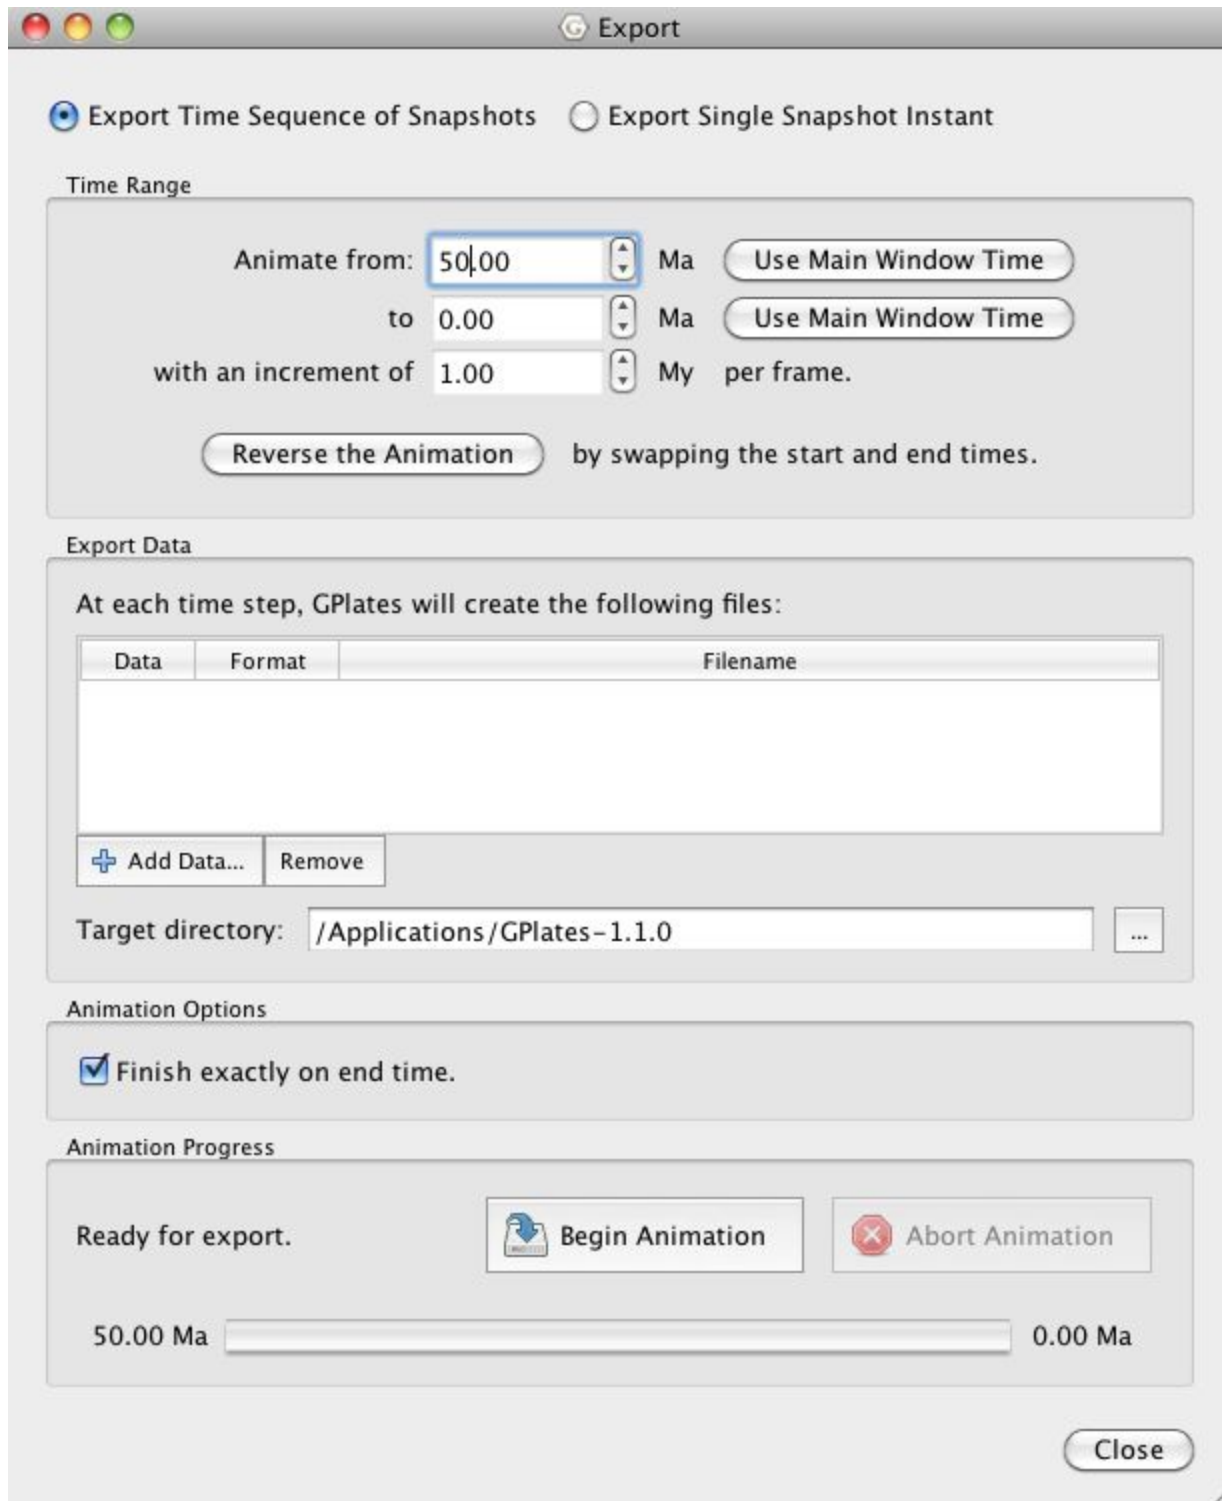 Export
Export Time Sequence of Snapshots Export Single Snapshot Instant
Time Range
Animate from: 50.00 Ma Use Main Window Time
to 0.00 Ma Use Main Window Time
with an increment of 1.00 My per frame.
Reverse the Animation by swapping the start and end times.
Export Data
At each time step, GPlates will create the following files:
Data Format Filename
Add Data... Remove
Target directory: /Applications/GPlates-1.1.0 ...
Animation Options
Finish exactly on end time.
Animation Progress
Ready for export. Begin Animation Abort Animation
50.00 Ma 0.00 Ma
Close